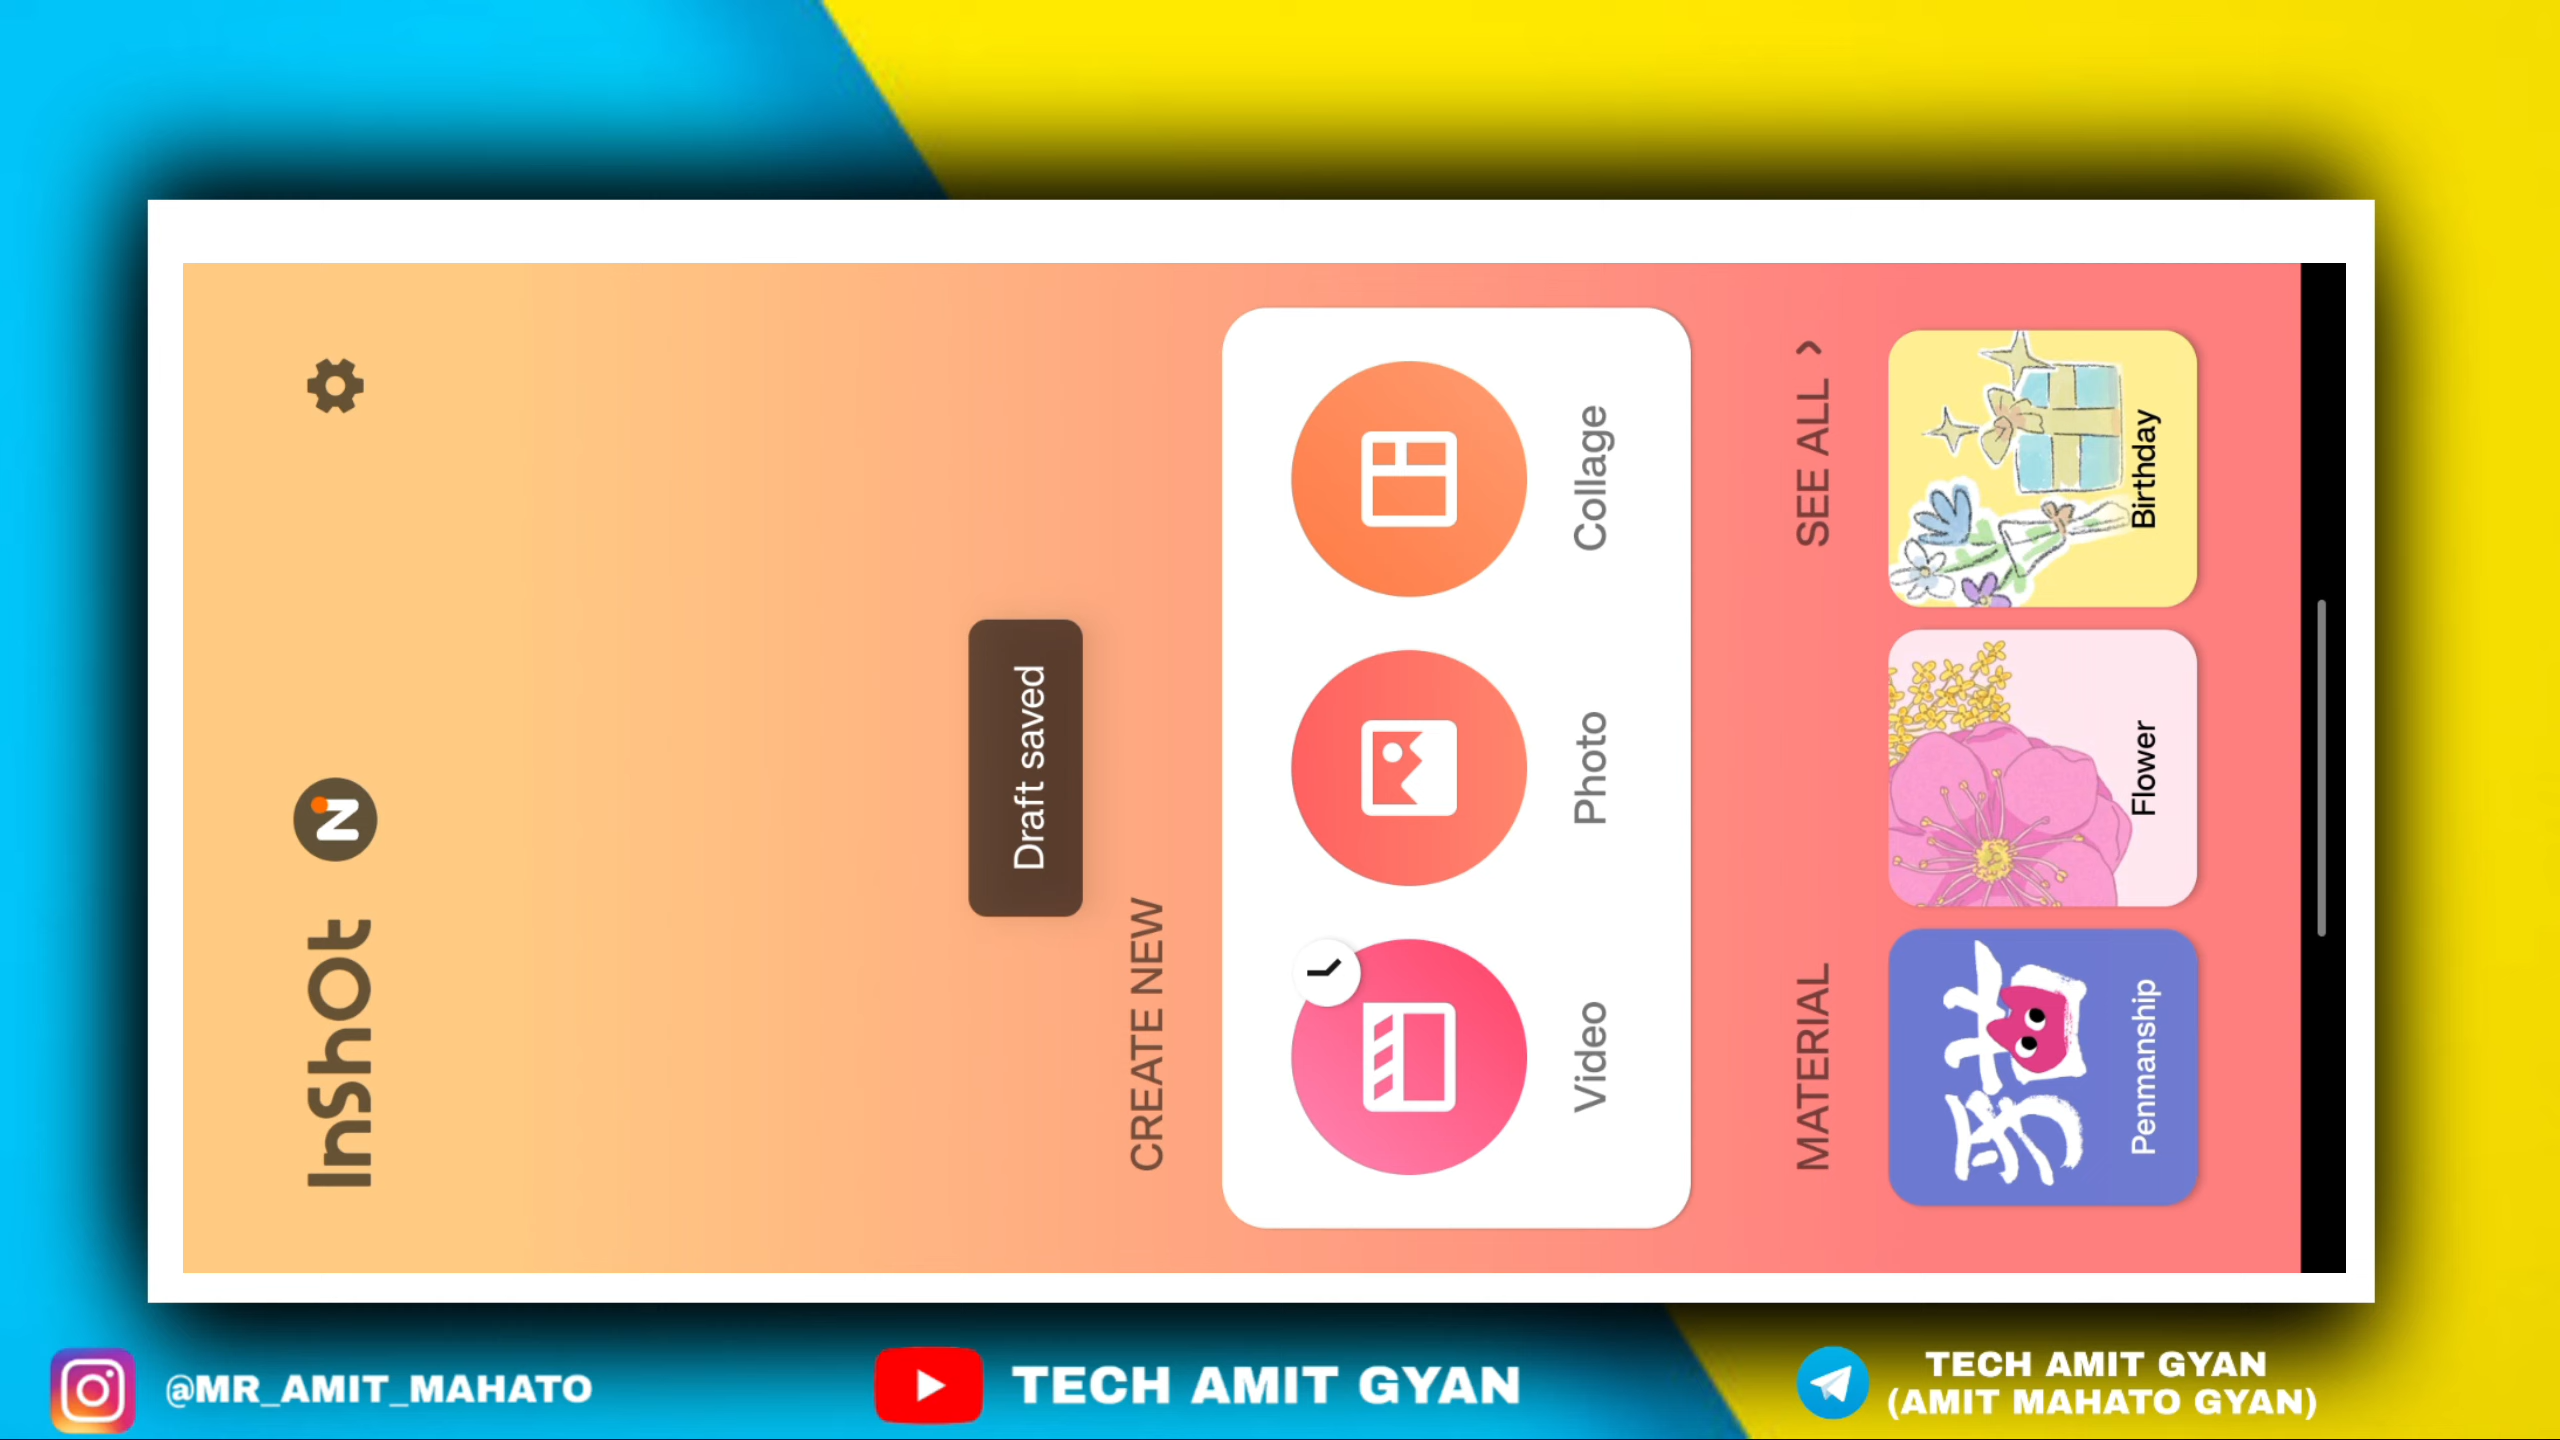 InShOt
N
Draft saved
CREATE NEW
Video
Photo
Collage
MATERIAL
SEE ALL >
Penmanship
Flower
Birthday
@MR_AMIT_MAHATO
TECH AMIT GYAN
TECH AMIT GYAN
(AMIT MAHATO GYAN)